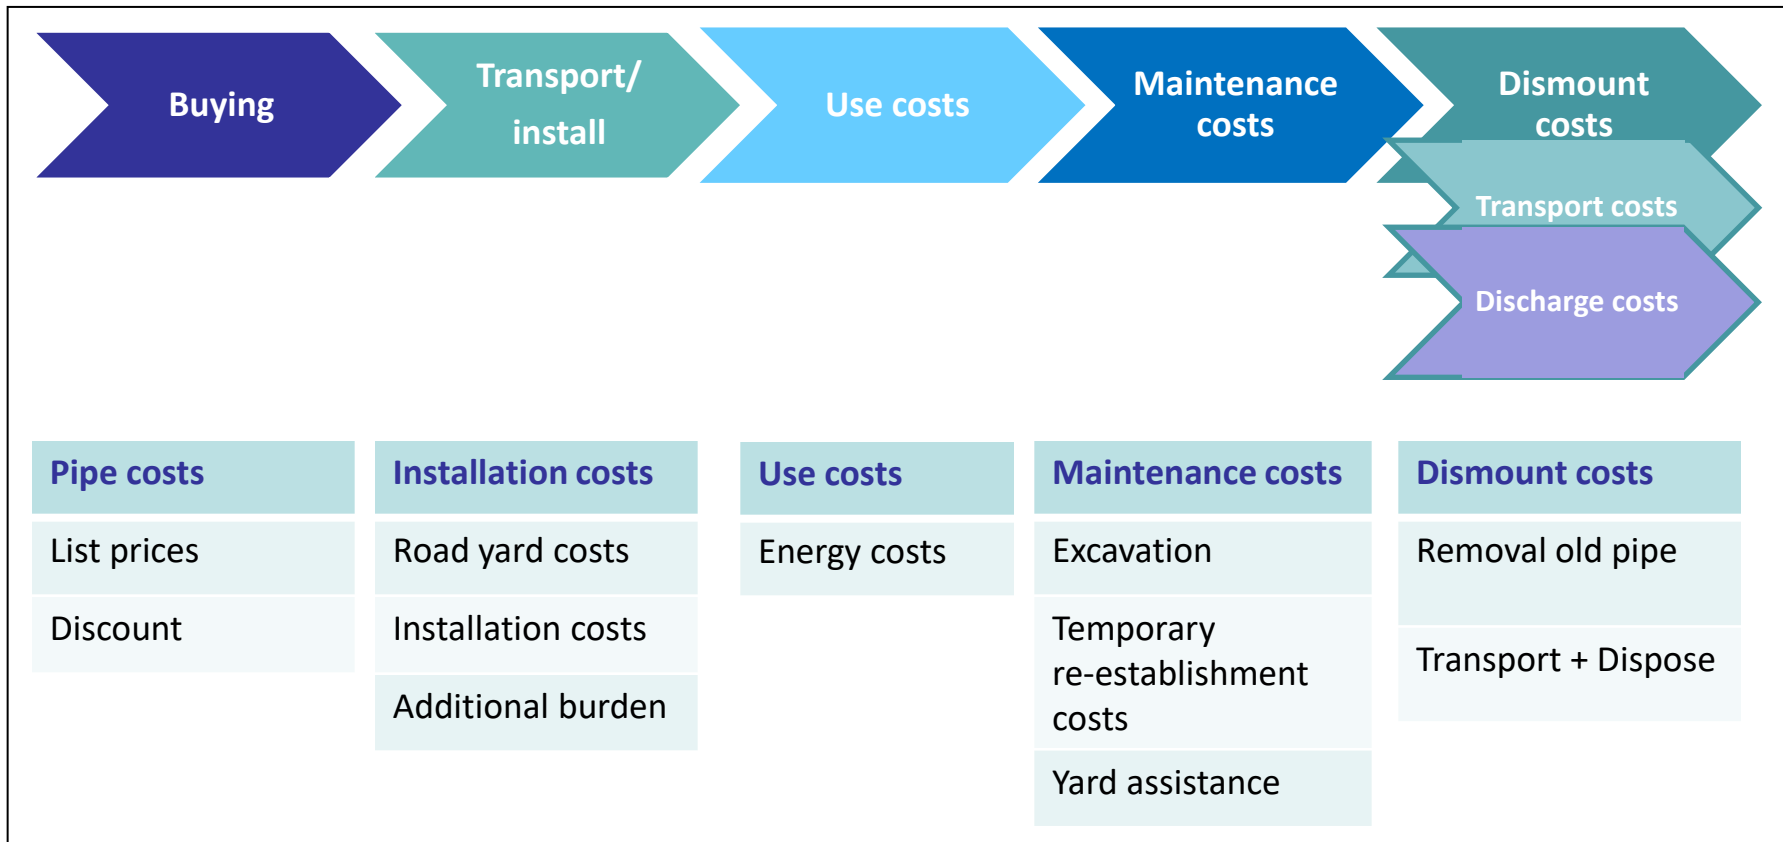 Buying
Transport/
install
Use costs
Maintenance
costs
Dismount
costs
Transport costs
Discharge costs
Pipe costs
List prices
Discount
Installation costs
Road yard costs
Installation costs
Additional burden
Use costs
Energy costs
Maintenance costs
Excavation
Temporary
re-establishment
costs
Yard assistance
Dismount costs
Removal old pipe
Transport + Dispose